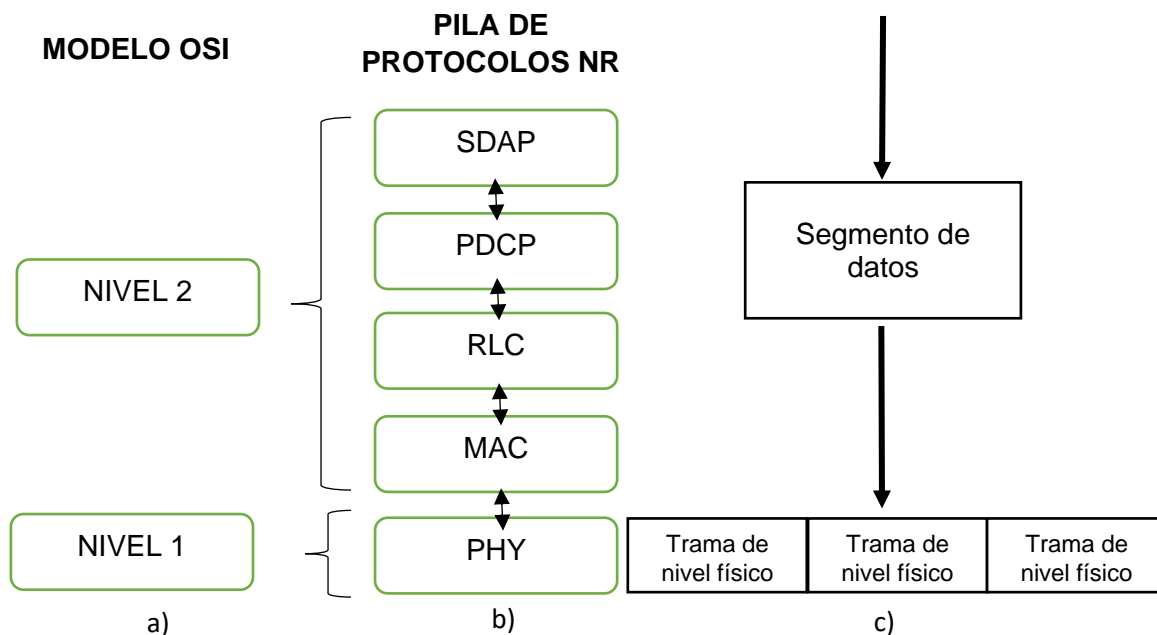 MODELO OSI
PILA DE
PROTOCOLOS NR
SDAP
PDCP
RLC
MAC
PHY
NIVEL 2
NIVEL 1
Segmento de
datos
Trama de
nivel físico
Trama de
nivel físico
Trama de
nivel físico
a)
b)
c)